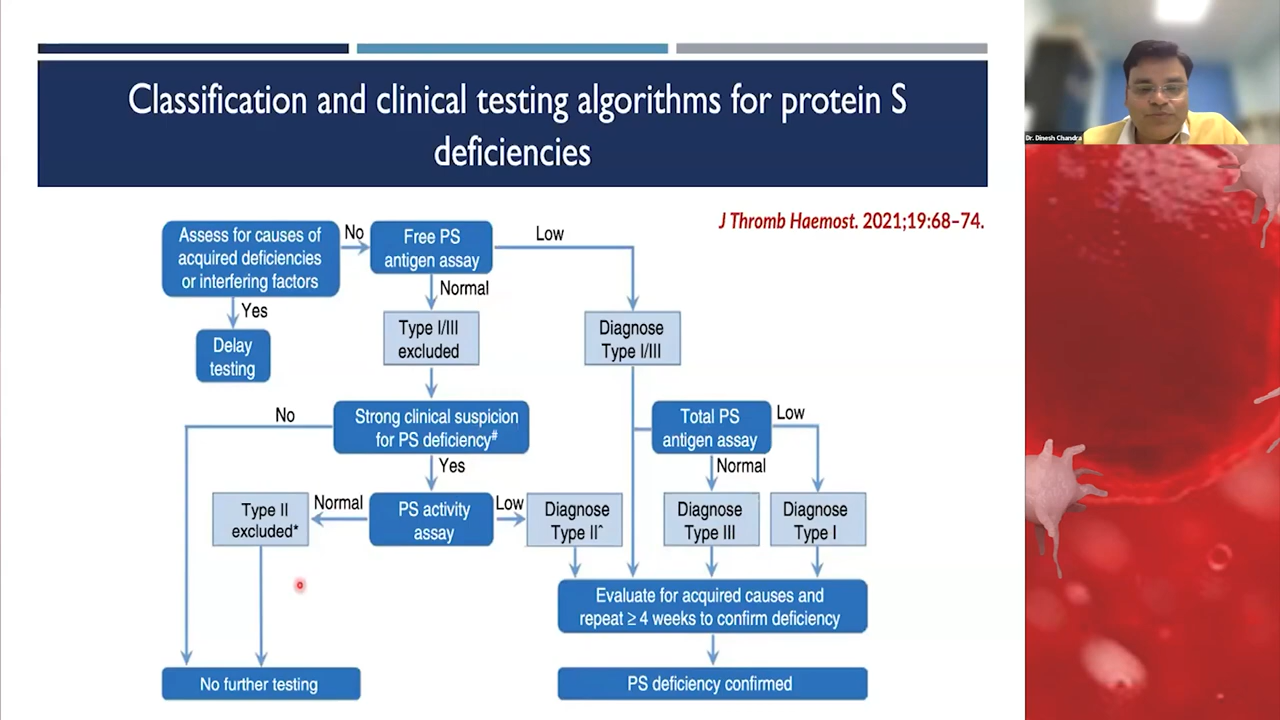 Classification and clinical testing algorithms for protein S
deficiencies
J Thromb Haemost. 2021;19:68–74.
Assess for causes of
acquired deficiencies
or interfering factors
No
Free PS
antigen assay
Low
Yes
Normal
Delay
testing
Type I/III
excluded
Diagnose
Type I/III
No
Strong clinical suspicion
for PS deficiency#
Total PS
antigen assay
Low
Yes
Normal
Type II
excluded*
Normal
PS activity
assay
Low
Diagnose
Type II^
Diagnose
Type III
Diagnose
Type I
Evaluate for acquired causes and
repeat ≥ 4 weeks to confirm deficiency
No further testing
PS deficiency confirmed
Dr. Dinesh Chandra